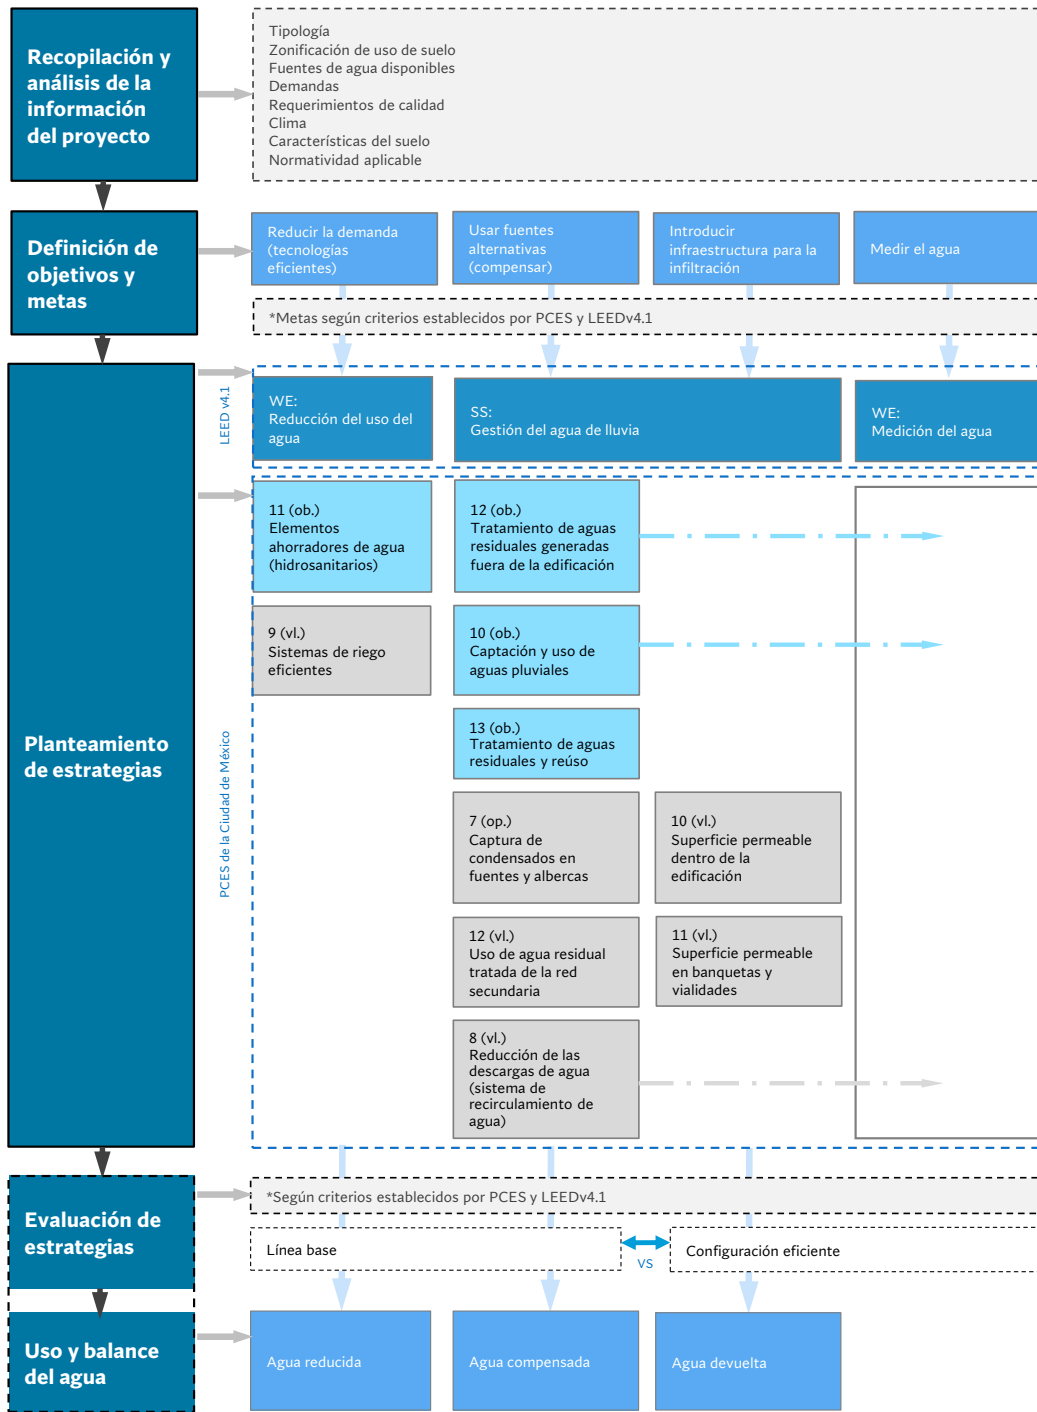 Recopilación y
análisis de la
información
del proyecto
Tipología
Zonificación de uso de suelo
Fuentes de agua disponibles
Demandas
Requerimientos de calidad
Clima
Características del suelo
Normatividad aplicable
Definición de
objetivos y
metas
Reducir la demanda
(tecnologías
eficientes)
Usar fuentes
alternativas
(compensar)
Introducir
infraestructura para la
infiltración
Medir el agua
*Metas según criterios establecidos por PCES y LEEDv4.1
Planteamiento
de estrategias
LEED v4.1
WE:
Reducción del uso del
agua
SS:
Gestión del agua de lluvia
WE:
Medición del agua
PCES de la Ciudad de México
11 (ob.)
Elementos
ahorradores de agua
(hidrosanitarios)
12 (ob.)
Tratamiento de aguas
residuales generadas
fuera de la edificación
9 (vl.)
Sistemas de riego
eficientes
10 (ob.)
Captación y uso de
aguas pluviales
13 (ob.)
Tratamiento de aguas
residuales y reúso
7 (op.)
Captura de
condensados en
fuentes y albercas
10 (vl.)
Superficie permeable
dentro de la
edificación
12 (vl.)
Uso de agua residual
tratada de la red
secundaria
11 (vl.)
Superficie permeable
en banquetas y
vialidades
8 (vl.)
Reducción de las
descargas de agua
(sistema de
recirculamiento de
agua)
Evaluación de
estrategias
*Según criterios establecidos por PCES y LEEDv4.1
Línea base
VS
Configuración eficiente
Uso y balance
del agua
Agua reducida
Agua compensada
Agua devuelta